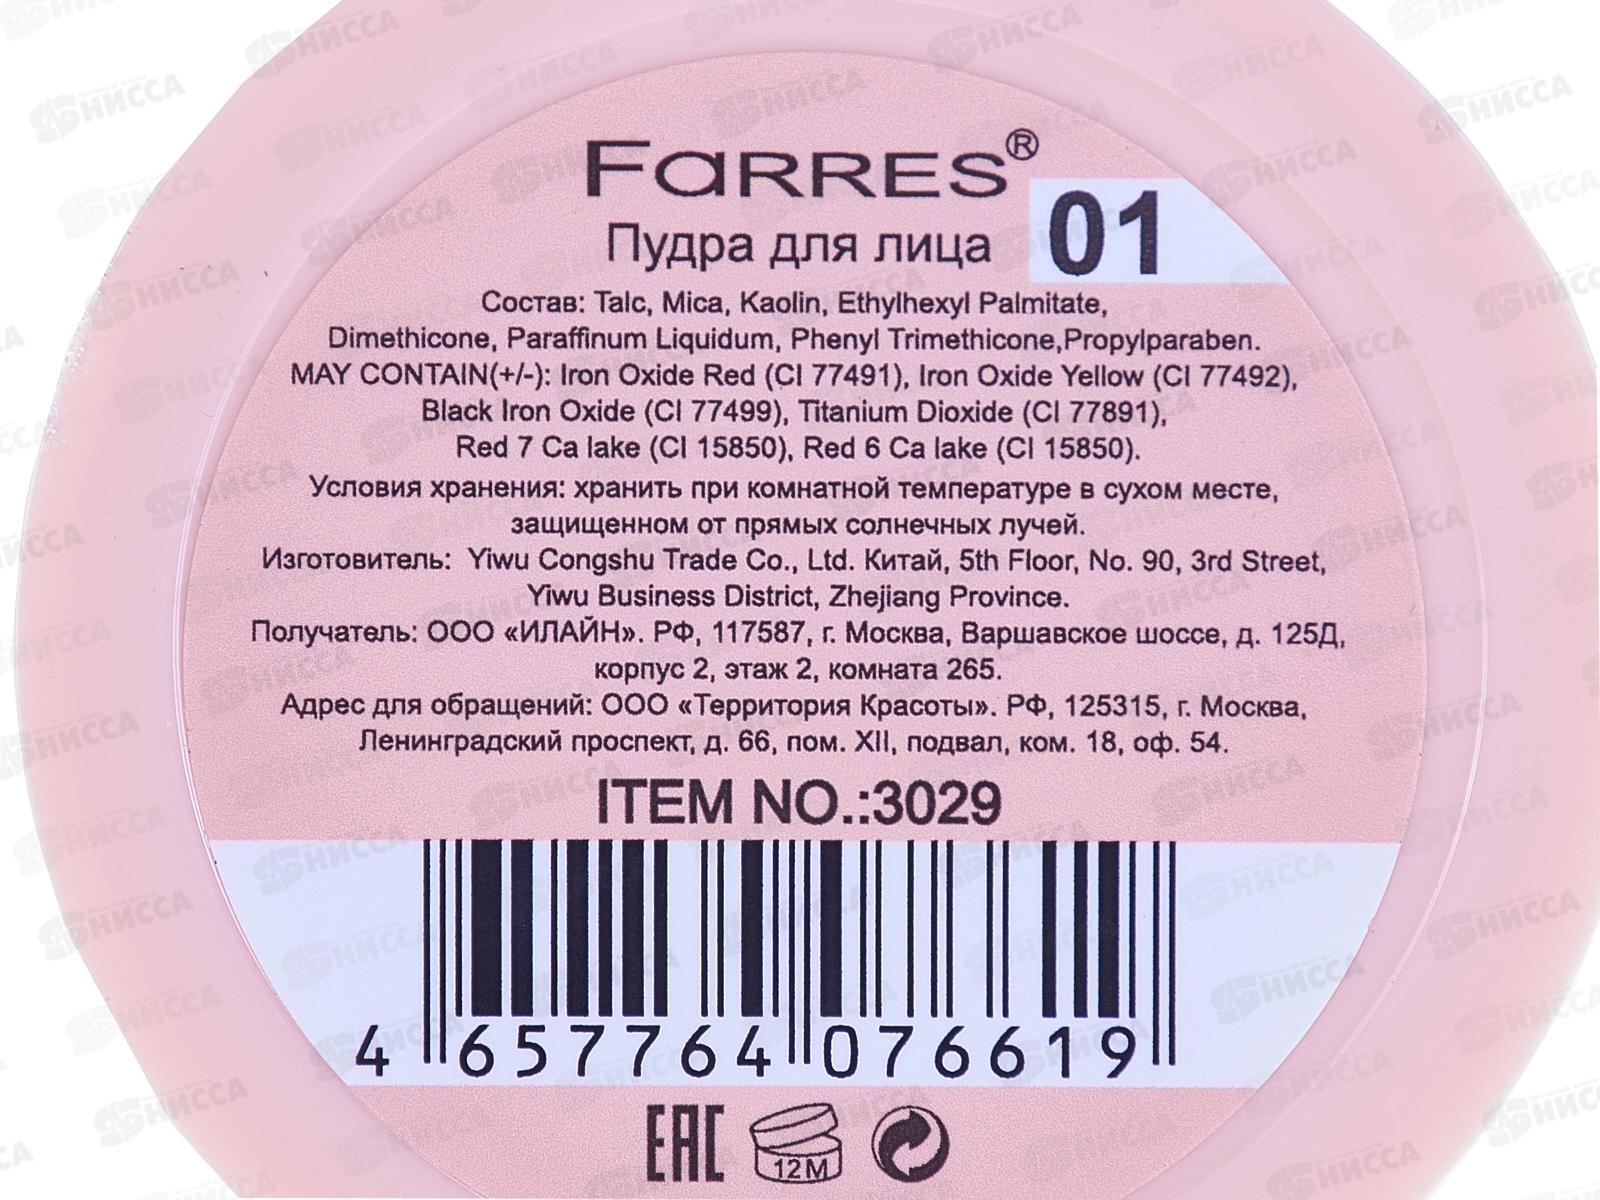 FARRES®
01
Пудра для лица
Состав: Talc, Mica, Kaolin, Ethylhexyl Palmitate,
Dimethicone, Paraffinum Liquidum, Phenyl Trimethicone,Propylparaben.
MAY CONTAIN(+/-): Iron Oxide Red (CI 77491), Iron Oxide Yellow (CI 77492),
Black Iron Oxide (CI 77499), Titanium Dioxide (CI 77891),
Red 7 Ca lake (CI 15850), Red 6 Ca lake (CI 15850).
Условия хранения: хранить при комнатной температуре в сухом месте,
защищенном от прямых солнечных лучей.
Изготовитель: Yiwu Congshu Trade Co., Ltd. Китай, 5th Floor, No. 90, 3rd Street,
Yiwu Business District, Zhejiang Province.
Получатель: ООО «ИЛАЙН». РФ, 117587, г. Москва, Варшавское шоссе, д. 125Д,
корпус 2, этаж 2, комната 265.
Адрес для обращений: ООО «Территория Красоты». РФ, 125315, г. Москва,
Ленинградский проспект, д. 66, пом. XII, подвал, ком. 18, оф. 54.
ITEM NO.:3029
4 657764 076619
EAC
12M